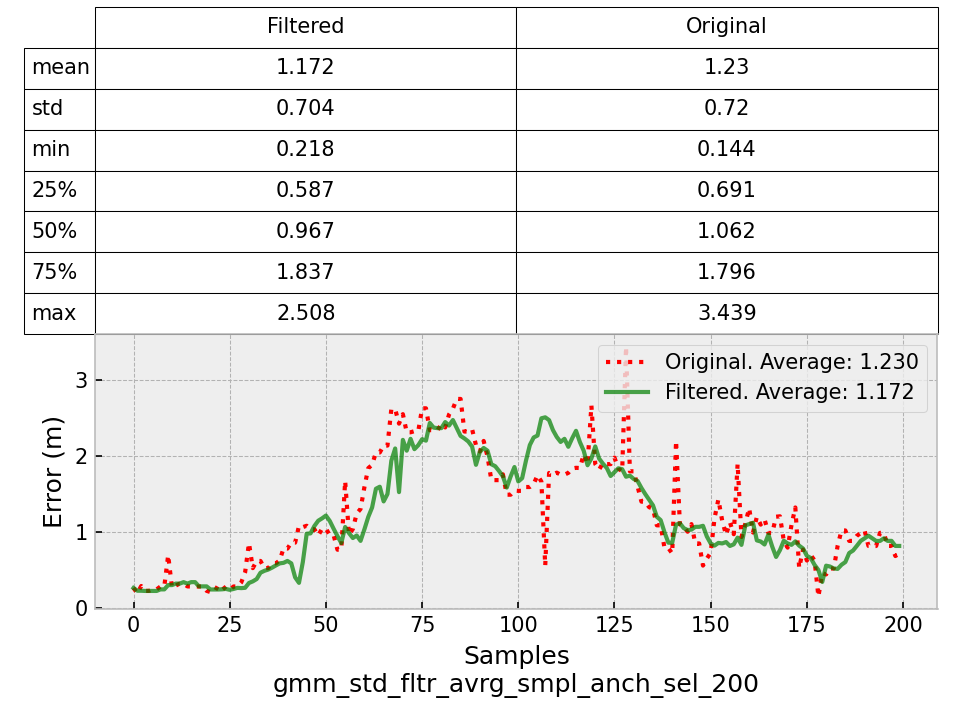 Filtered Original
mean 1.172 1.23
std 0.704 0.72
min 0.218 0.144
25% 0.587 0.691
50% 0.967 1.062
75% 1.837 1.796
max 2.508 3.439
Original. Average: 1.230
Filtered. Average: 1.172
Error (m)
3
2
1
0
0 25 50 75 100 125 150 175 200
Samples
gmm_std_fltr_avrg_smpl_anch_sel_200